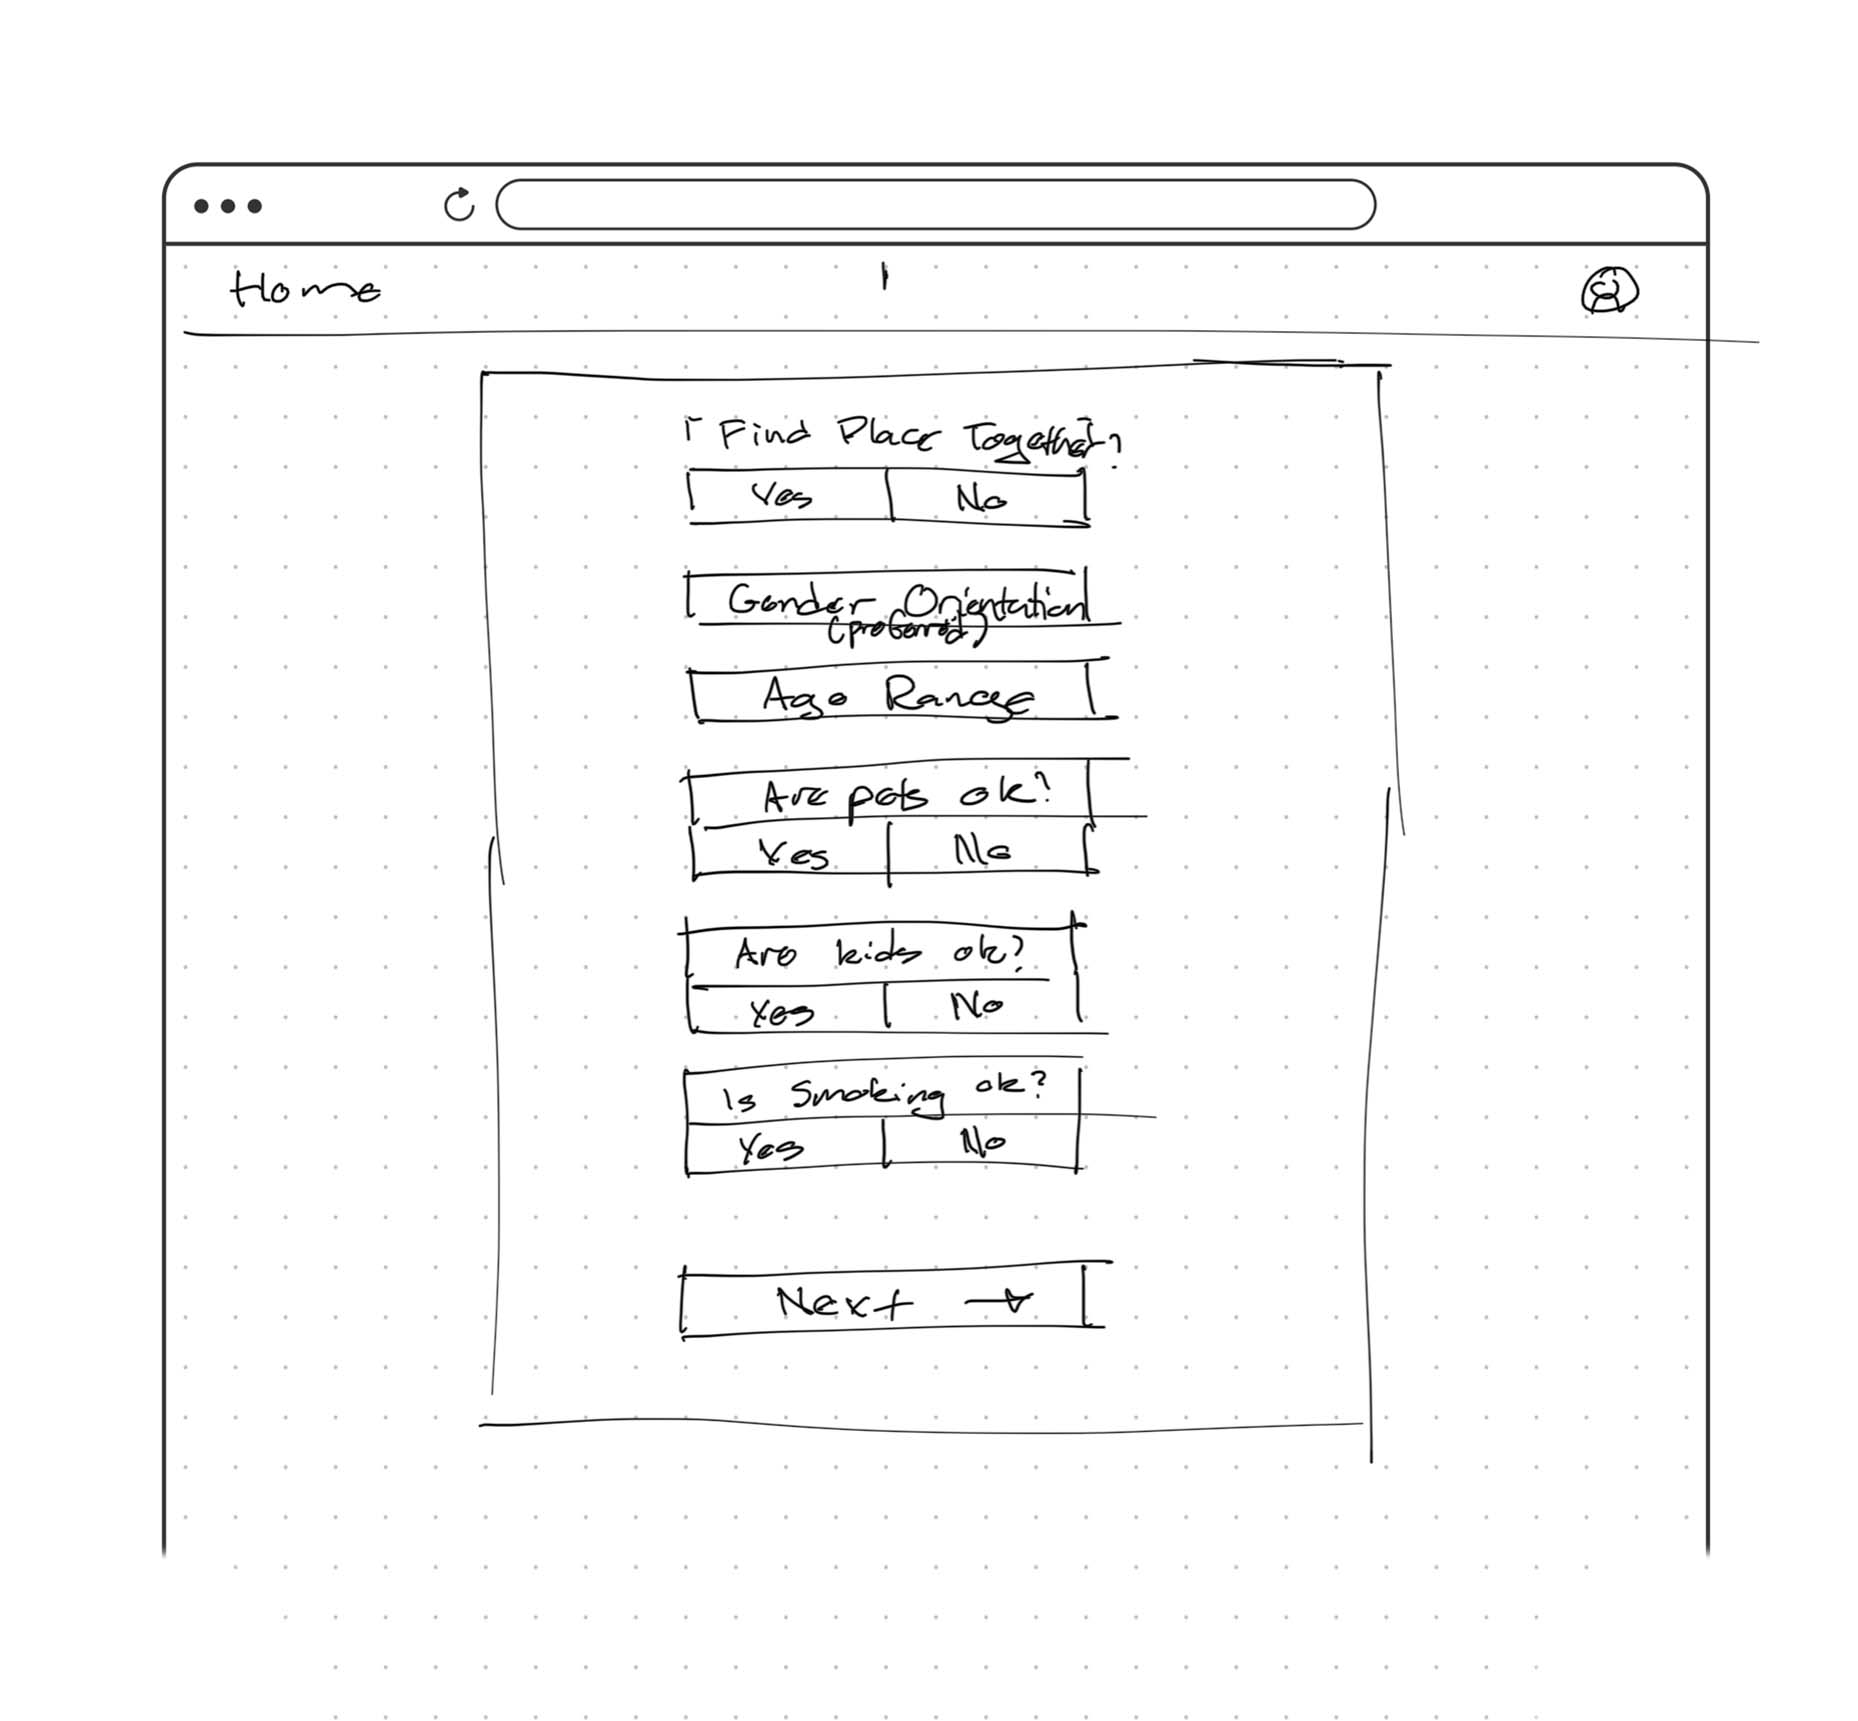 Home
Find Place Together?
Yes No
Gender Orientation
(preferred)
Age Range
Are pets ok?
Yes No
Are kids ok?
Yes No
Is Smoking ok?
Yes No
Next →